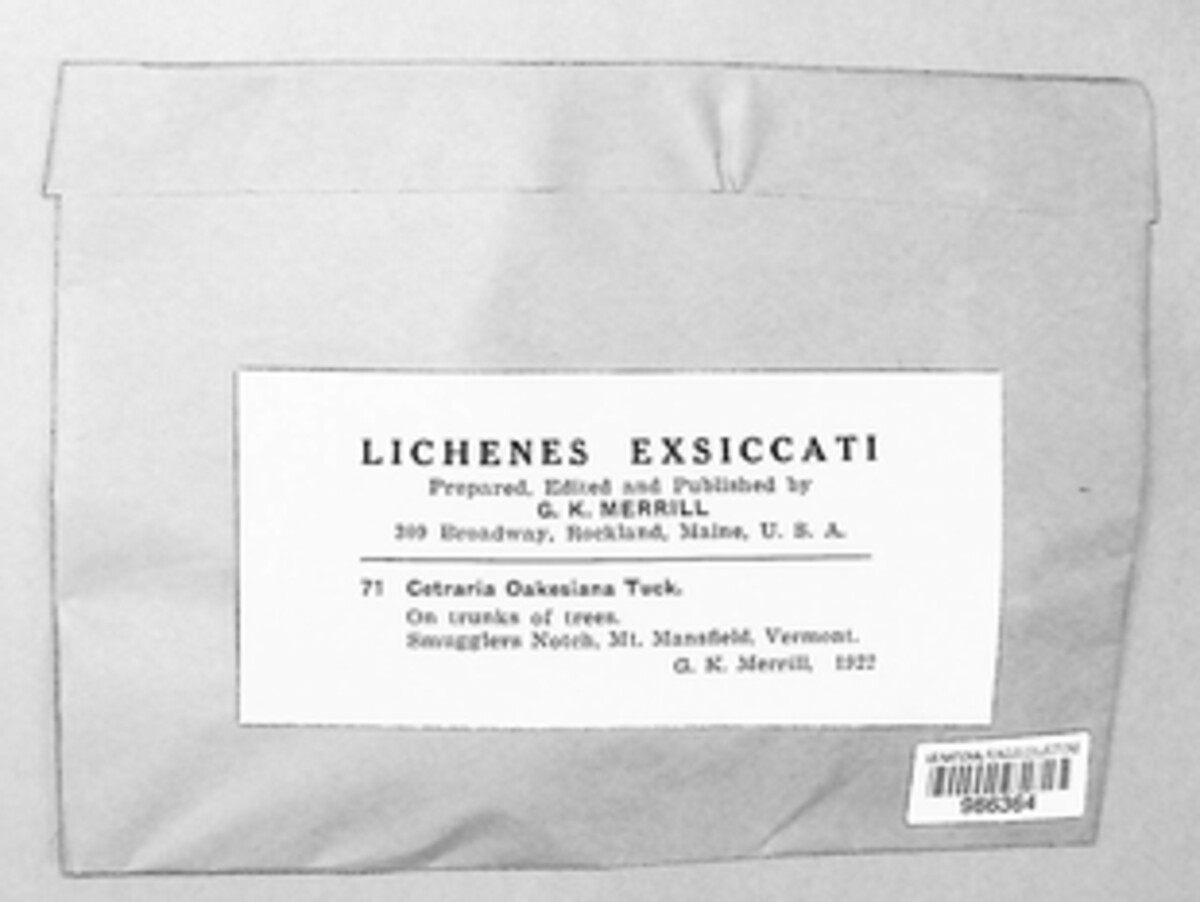 LICHENES EXSICCATI
Prepared, Edited and Published by
G. K. MERRILL
309 Broadway, Rockland, Maine, U. S. A.
71 Cetraria Oakesiana Tuck.
On trunks of trees.
Smugglers Notch, Mt. Mansfield, Vermont.
G. K. Merrill, 1922
986364